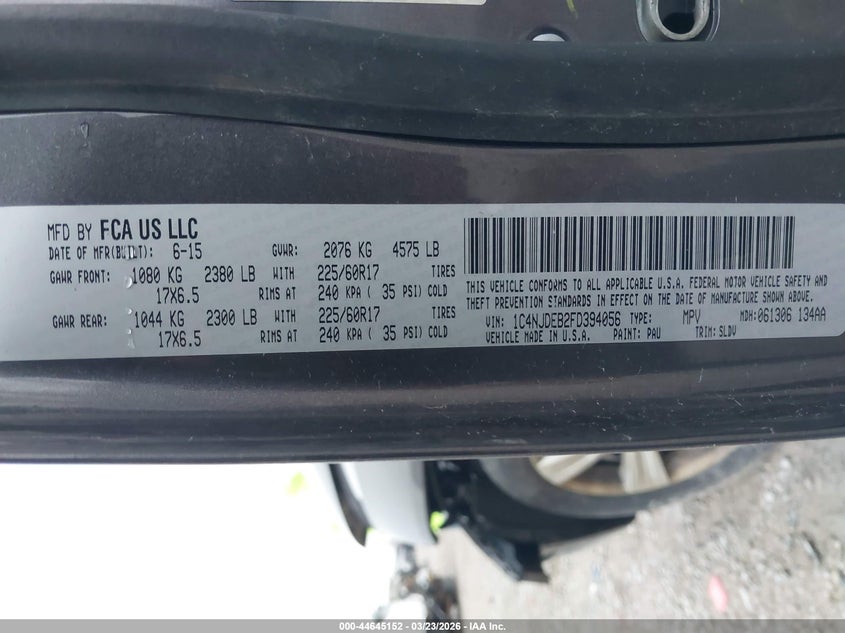 MFD BY FCA US LLC
DATE OF MFR(BUILT): 6-15 GVWR: 2076 KG 4575 LB
GAWR FRONT: 1080 KG 2380 LB WITH 225/60R17 TIRES
17X6.5 RIMS AT 240 KPA ( 35 PSI) COLD
GAWR REAR: 1044 KG 2300 LB WITH 225/60R17 TIRES
17X6.5 RIMS AT 240 KPA ( 35 PSI) COLD
THIS VEHICLE CONFORMS TO ALL APPLICABLE U.S.A. FEDERAL MOTOR VEHICLE SAFETY AND
THEFT PREVENTION STANDARDS IN EFFECT ON THE DATE OF MANUFACTURE SHOWN ABOVE.
VIN: 1C4NJDEB2FD394056 TYPE: MPV MDH: 061306 134AA
VEHICLE MADE IN U.S.A. PAINT: PAU TRIM: SLDV
000-44645152 — 03/23/2026 — IAA Inc.